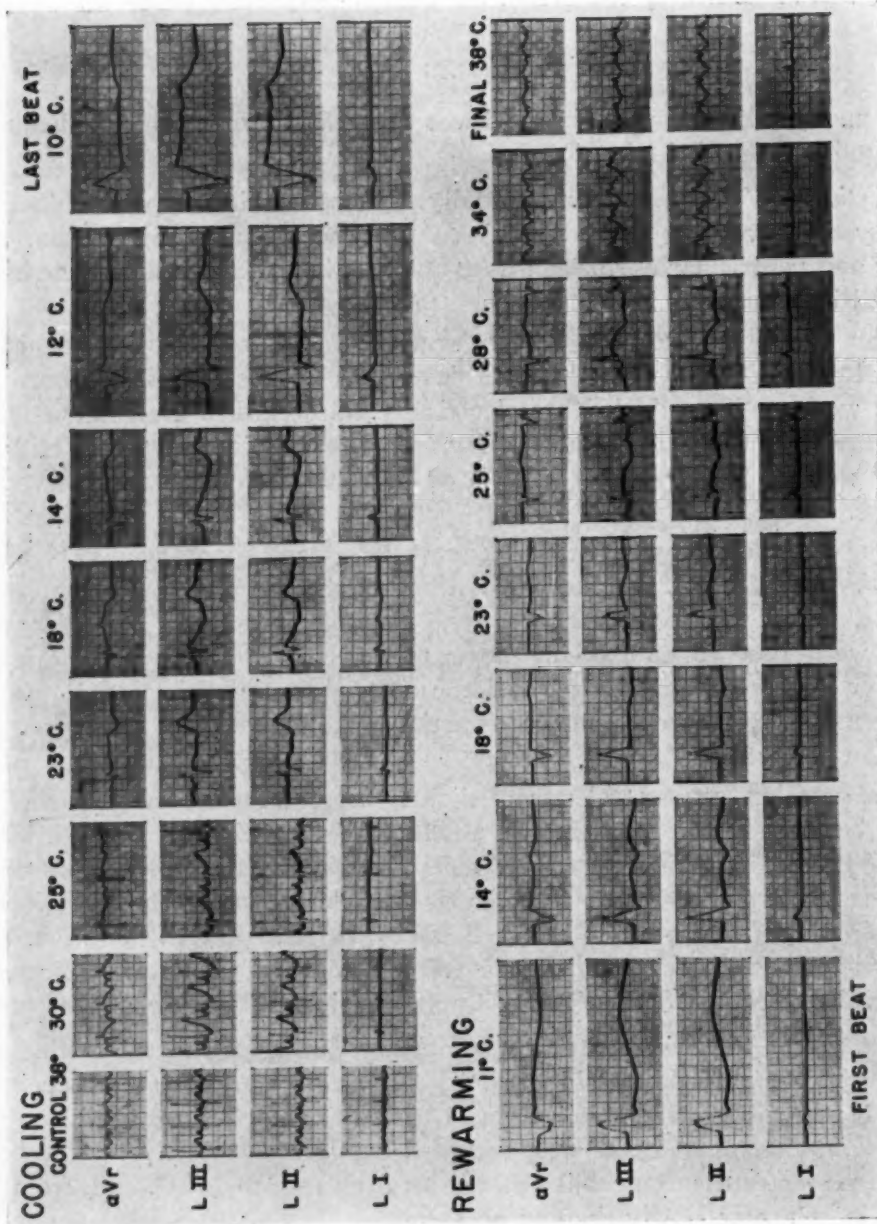 COOLING
CONTROL 38° 30° C. 25° C. 23° C. 18° C. 14° C. 12° C. LAST BEAT 10° C.
aVr
L III
L II
L I
REWARMING
11° C. 14° C. 18° C. 23° C. 25° C. 28° C. 34° C. FINAL 38° C.
aVr
L III
L II
L I
FIRST BEAT